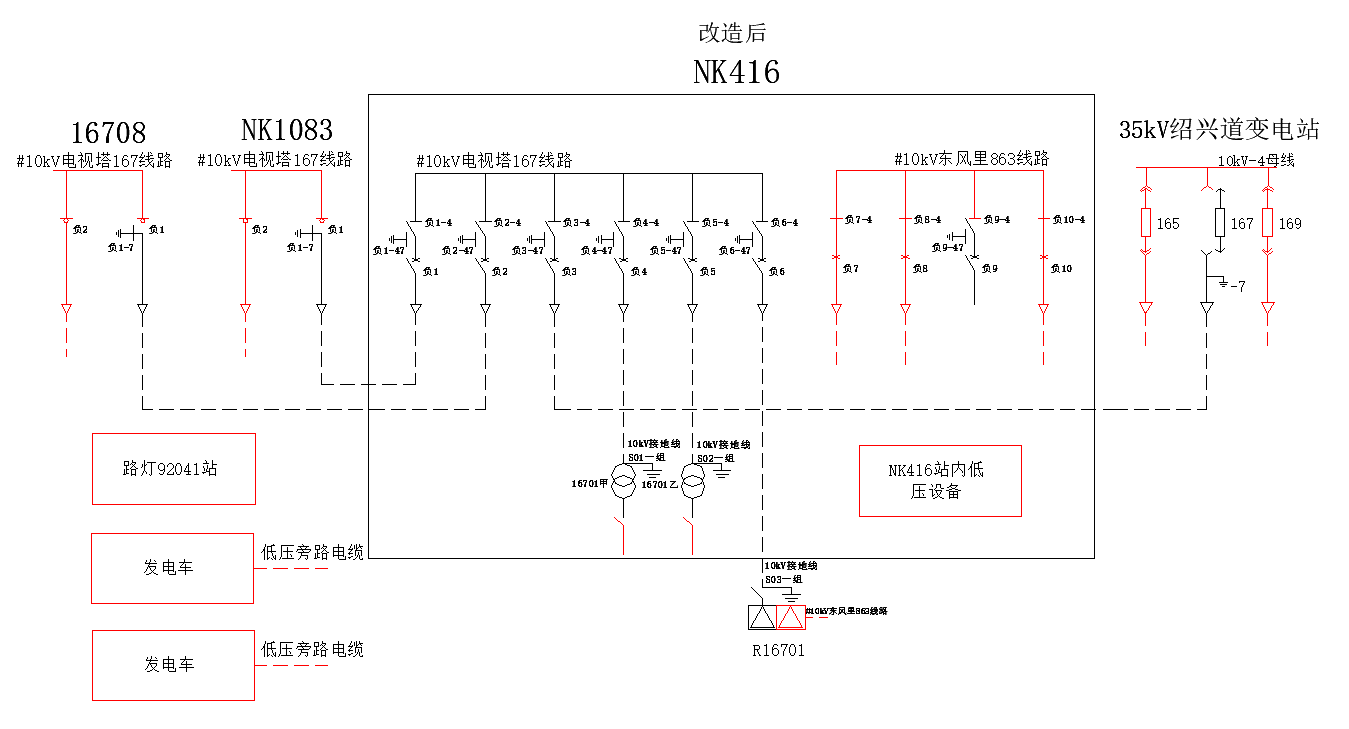 改造后
NK416
16708
#10kV电视塔167线路
负2
负1
负1-7
NK1083
#10kV电视塔167线路
负2
负1
负1-7
#10kV电视塔167线路
负1-4
负2-4
负3-4
负4-4
负5-4
负6-4
负1-47
负2-47
负3-47
负4-47
负5-47
负6-47
负1
负2
负3
负4
负5
负6
#10kV东风里863线路
负7-4
负8-4
负9-4
负10-4
负9-47
负7
负8
负9
负10
35kV绍兴道变电站
10kV-4母线
165
167
169
-7
10kV接地线
S01一组
16701甲
10kV接地线
S02一组
16701乙
路灯92041站
NK416站内低
压设备
发电车
低压旁路电缆
发电车
低压旁路电缆
10kV接地线
S03一组
#10kV东风里863线路
R16701